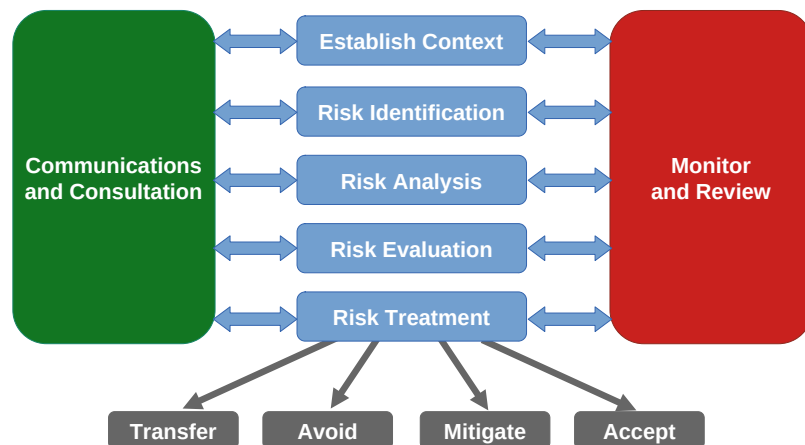 Establish Context
Risk Identification
Communications
and Consultation
Risk Analysis
Monitor
and Review
Risk Evaluation
Risk Treatment
Transfer
Avoid
Mitigate
Accept